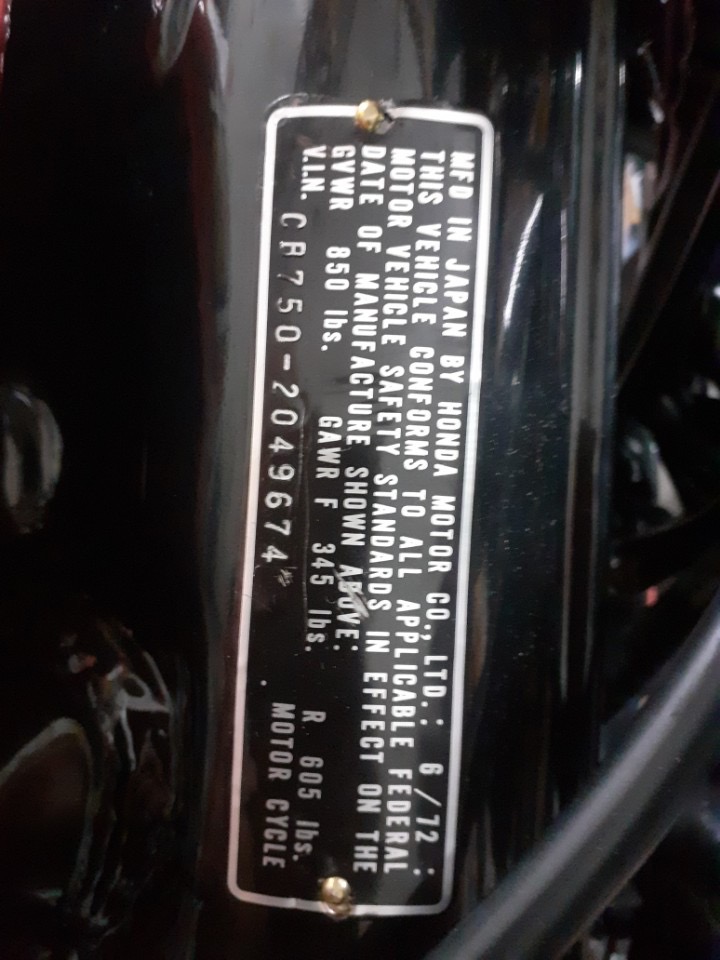 MFD IN JAPAN BY HONDA MOTOR CO., LTD.: 6/72 :
THIS VEHICLE CONFORMS TO ALL APPLICABLE FEDERAL
MOTOR VEHICLE SAFETY STANDARDS IN EFFECT ON THE
DATE OF MANUFACTURE SHOWN ABOVE:
GVWR 850 lbs. GAWR F 345 lbs. R 605 lbs.
V.I.N. CB750-2049674* MOTOR CYCLE